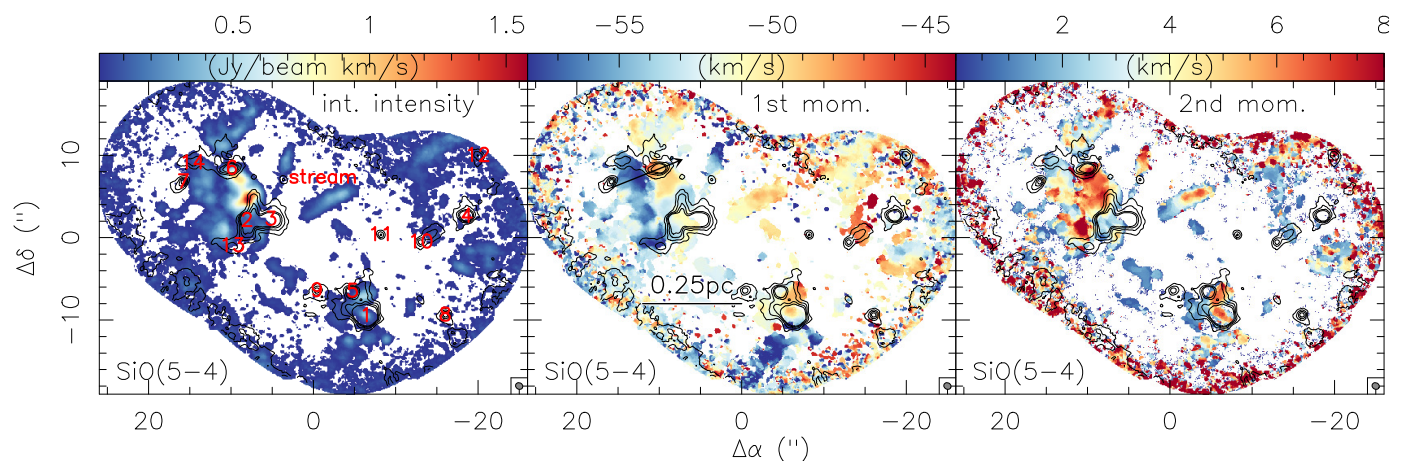 0.5 1 1.5 −55 −50 −45 2 4 6 8
(Jy/beam km/s) (km/s) (km/s)
int. intensity 1st mom. 2nd mom.
14 6 12
7 stream
2 3 4
13 11 10
9 5
1 8
0.25pc
SiO(5−4) SiO(5−4) SiO(5−4)
10
0
−10
Δδ ('')
20 0 −20 20 0 −20 20 0 −20
Δα ('')